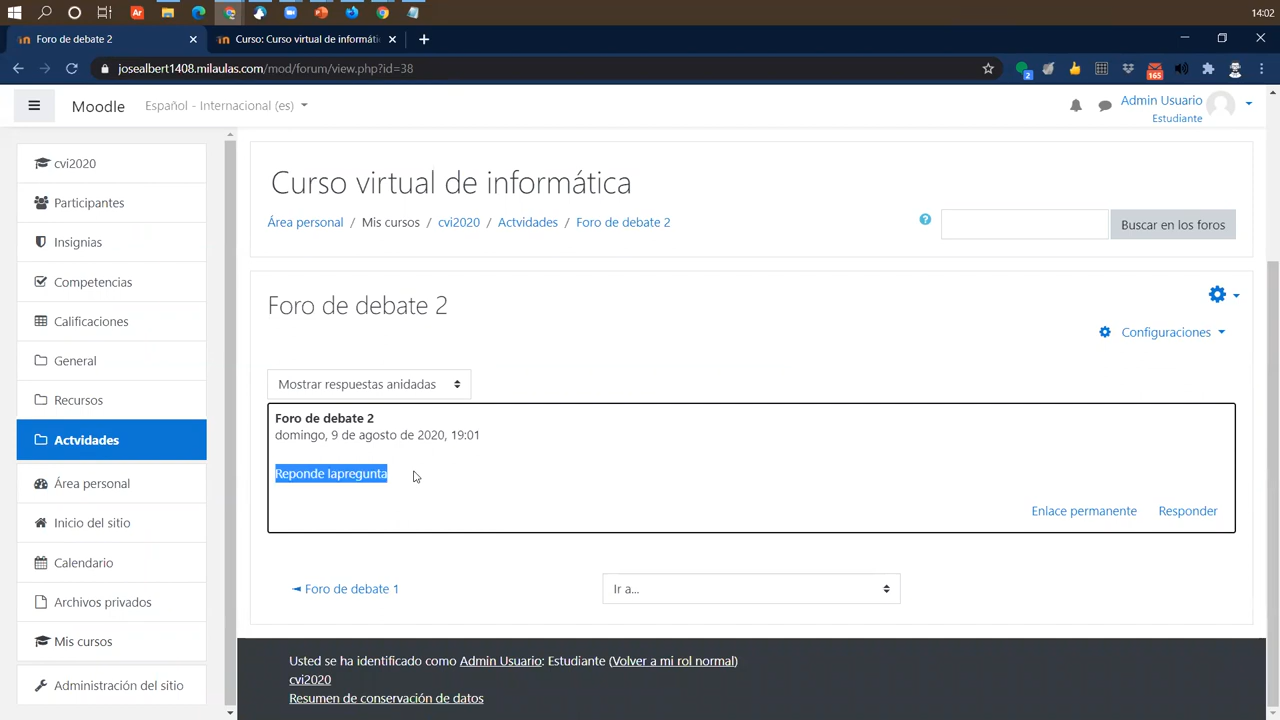 14:02
Foro de debate 2
Curso: Curso virtual de informáti
josealbert1408.milaulas.com/mod/forum/view.php?id=38
2
165
Moodle
Español - Internacional (es)
Admin Usuario
Estudiante
cvi2020
Participantes
Insignias
Competencias
Calificaciones
General
Recursos
Actvidades
Área personal
Inicio del sitio
Calendario
Archivos privados
Mis cursos
Administración del sitio
Curso virtual de informática
Área personal / Mis cursos / cvi2020 / Actvidades / Foro de debate 2
Buscar en los foros
Foro de debate 2
Configuraciones
Mostrar respuestas anidadas
Foro de debate 2
domingo, 9 de agosto de 2020, 19:01
Reponde lapregunta
Enlace permanente Responder
◄ Foro de debate 1
Ir a...
Usted se ha identificado como Admin Usuario: Estudiante (Volver a mi rol normal)
cvi2020
Resumen de conservación de datos